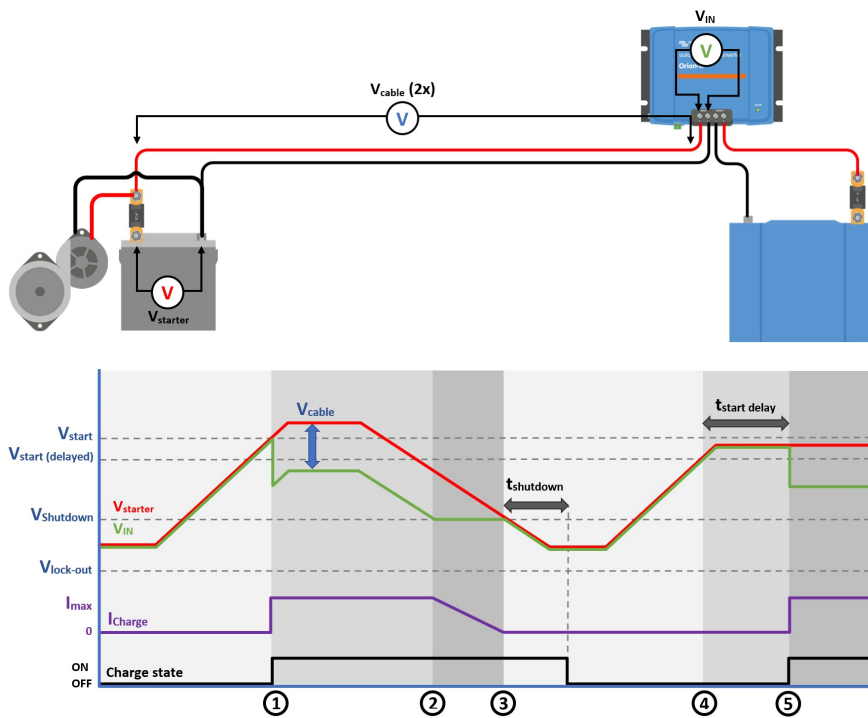 VIN
V
Vcable (2x)
V
V
Vstarter
Vcable
Vstart
Vstart (delayed)
tstart delay
tshutdown
Vstarter
VShutdown
VIN
Vlock-out
Imax
ICharge
0
ON
Charge state
OFF
1 2 3 4 5